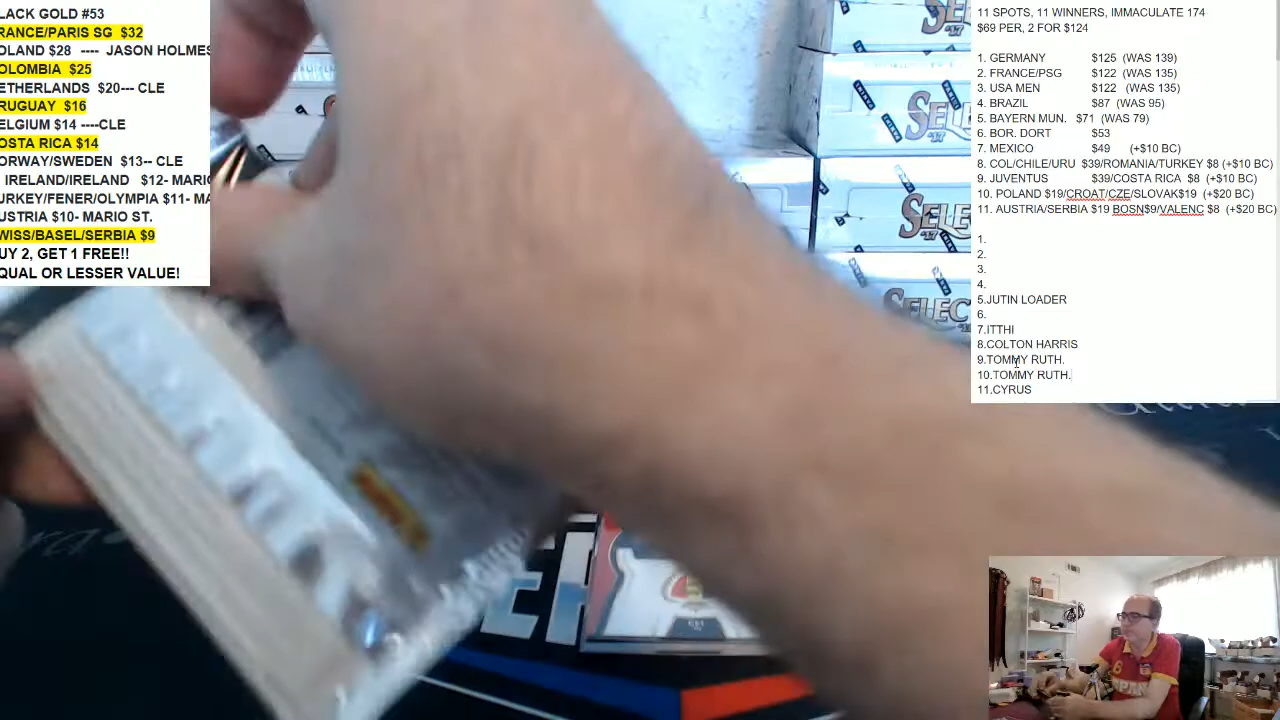 LACK GOLD #53
RANCE/PARIS SG $32
OLAND $28 ---- JASON HOLMES
OLOMBIA $25
ETHERLANDS $20--- CLE
RUGUAY $16
ELGIUM $14 ----CLE
OSTA RICA $14
ORWAY/SWEDEN $13-- CLE
IRELAND/IRELAND $12- MARIO
URKEY/FENER/OLYMPIA $11- MA
USTRIA $10- MARIO ST.
WISS/BASEL/SERBIA $9
UY 2, GET 1 FREE!!
QUAL OR LESSER VALUE!
11 SPOTS, 11 WINNERS, IMMACULATE 174
$69 PER, 2 FOR $124
1. GERMANY $125 (WAS 139)
2. FRANCE/PSG $122 (WAS 135)
3. USA MEN $122 (WAS 135)
4. BRAZIL $87 (WAS 95)
5. BAYERN MUN. $71 (WAS 79)
6. BOR. DORT $53
7. MEXICO $49 (+$10 BC)
8. COL/CHILE/URU $39/ROMANIA/TURKEY $8 (+$10 BC)
9. JUVENTUS $39/COSTA RICA $8 (+$10 BC)
10. POLAND $19/CROAT/CZE/SLOVAK$19 (+$20 BC)
11. AUSTRIA/SERBIA $19 BOSN$9/VALENC $8 (+$20 BC)
1.
2.
3.
4.
5.JUTIN LOADER
6.
7.ITTHI
8.COLTON HARRIS
9.TOMMY RUTH.
10.TOMMY RUTH.
11.CYRUS
SELEC
SELEC
SELEC